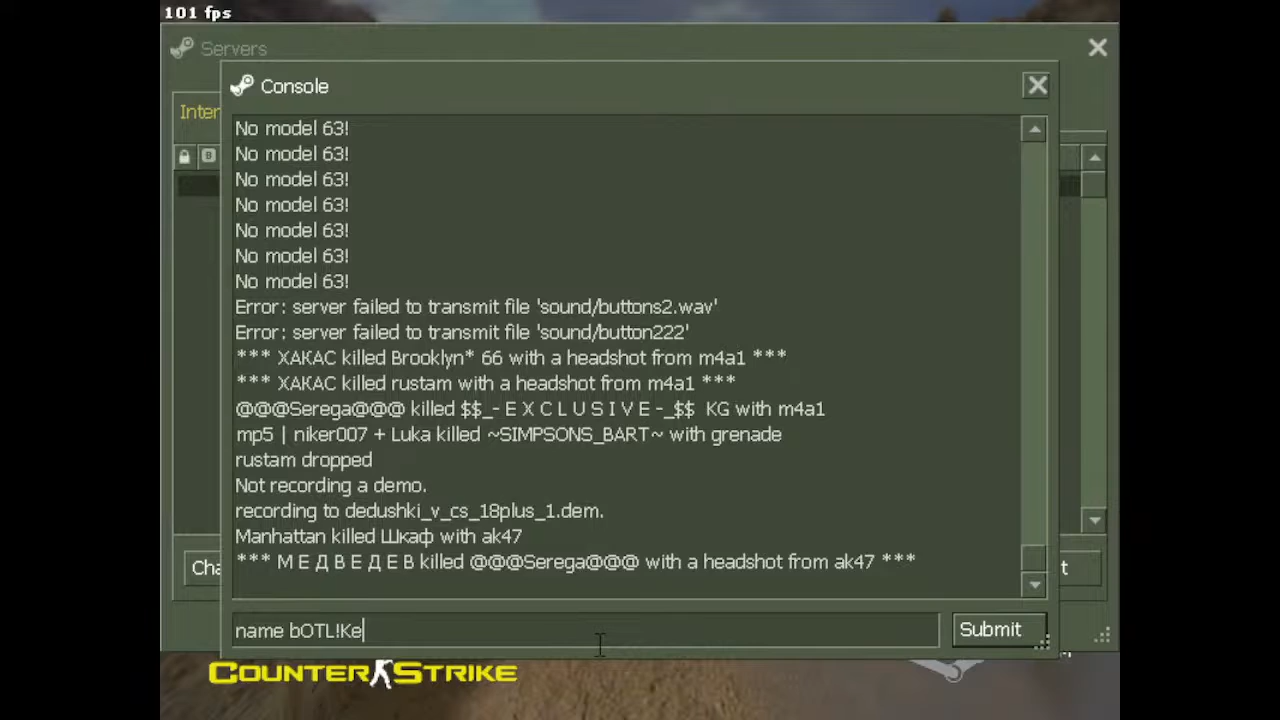 101 fps
Servers
Console
Inter
No model 63!
No model 63!
No model 63!
No model 63!
No model 63!
No model 63!
No model 63!
Error: server failed to transmit file 'sound/buttons2.wav'
Error: server failed to transmit file 'sound/button222'
*** ХАКАС killed Brooklyn* 66 with a headshot from m4a1 ***
*** ХАКАС killed rustam with a headshot from m4a1 ***
@@@Serega@@@ killed $$_- E X C L U S I V E -_$$ KG with m4a1
mp5 | niker007 + Luka killed ~SIMPSONS_BART~ with grenade
rustam dropped
Not recording a demo.
recording to dedushki_v_cs_18plus_1.dem.
Manhattan killed Шкаф with ak47
*** М Е Д В Е Д Е В killed @@@Serega@@@ with a headshot from ak47 ***
Cha
t
name bOTL!Ke
Submit
COUNTER STRIKE